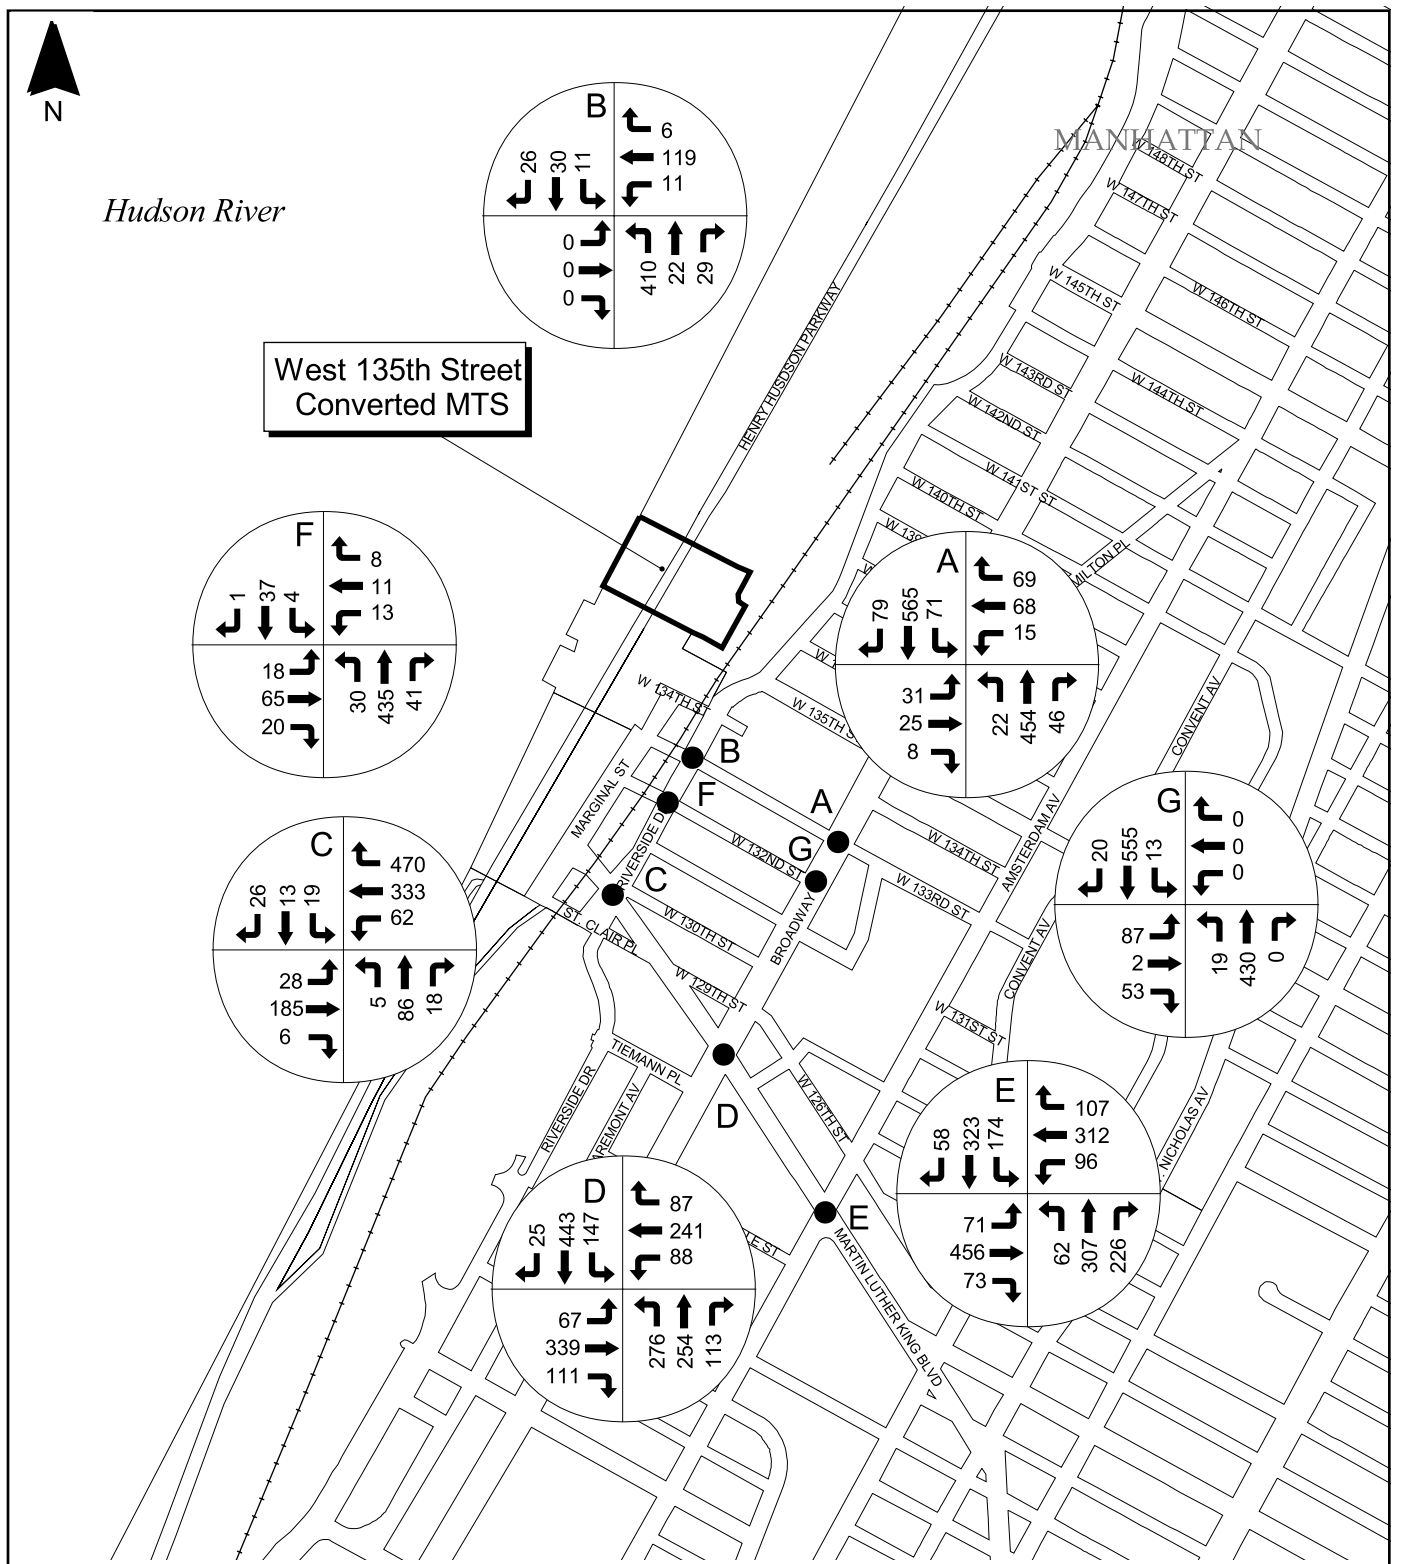 N
Hudson River
MANHATTAN
West 135th Street
Converted MTS
B
6
119
11
26
30
11
0
0
0
410
22
29
HENRY HUSDSON PARKWAY
W 148TH ST
W 147TH ST
W 145TH ST
W 146TH ST
W 143RD ST
W 144TH ST
W 142ND ST
W 141ST ST
W 140TH ST
W 139
MILTON PL
F
8
11
13
1
37
4
18
65
20
30
435
41
A
69
68
15
79
565
71
31
25
8
22
454
46
W 134TH ST
W 135TH S
CONVENT AV
MARGINAL ST
B
F
A
G
W 132ND ST
W 134TH ST
AMSTERDAM AV
RIVERSIDE D
C
W 133RD ST
BROADWAY
ST. CLAIR PL
W 130TH ST
W 129TH ST
CONVENT AV
W 131ST ST
G
0
0
0
20
555
13
87
2
53
19
430
0
C
470
333
62
26
13
19
28
185
6
5
86
18
TIEMANN PL
RIVERSIDE DR
AREMONT AV
D
W 126TH ST
NICHOLAS AV
E
107
312
96
58
323
174
71
456
73
62
307
226
D
87
241
88
25
443
147
67
339
111
276
254
113
LE ST
E
MARTIN LUTHER KING BLVD